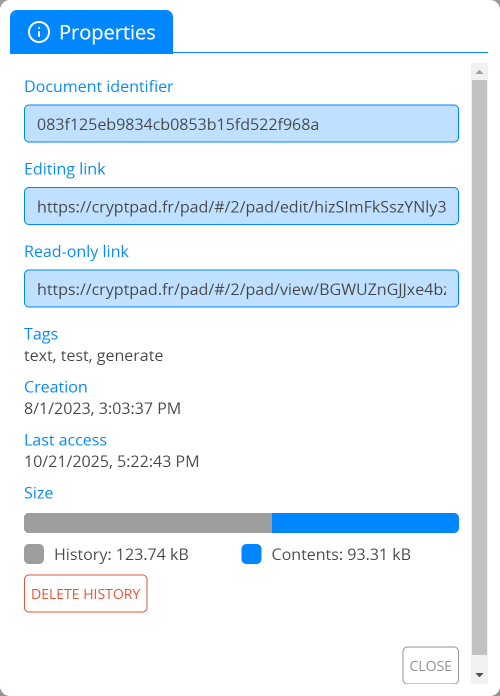 Properties
Document identifier
083f125eb9834cb0853b15fd522f968a
Editing link
https://cryptpad.fr/pad/#/2/pad/edit/hizSImFkSszYNly3
Read-only link
https://cryptpad.fr/pad/#/2/pad/view/BGWUZnGJJxe4bz
Tags
text, test, generate
Creation
8/1/2023, 3:03:37 PM
Last access
10/21/2025, 5:22:43 PM
Size
History: 123.74 kB Contents: 93.31 kB
DELETE HISTORY
CLOSE